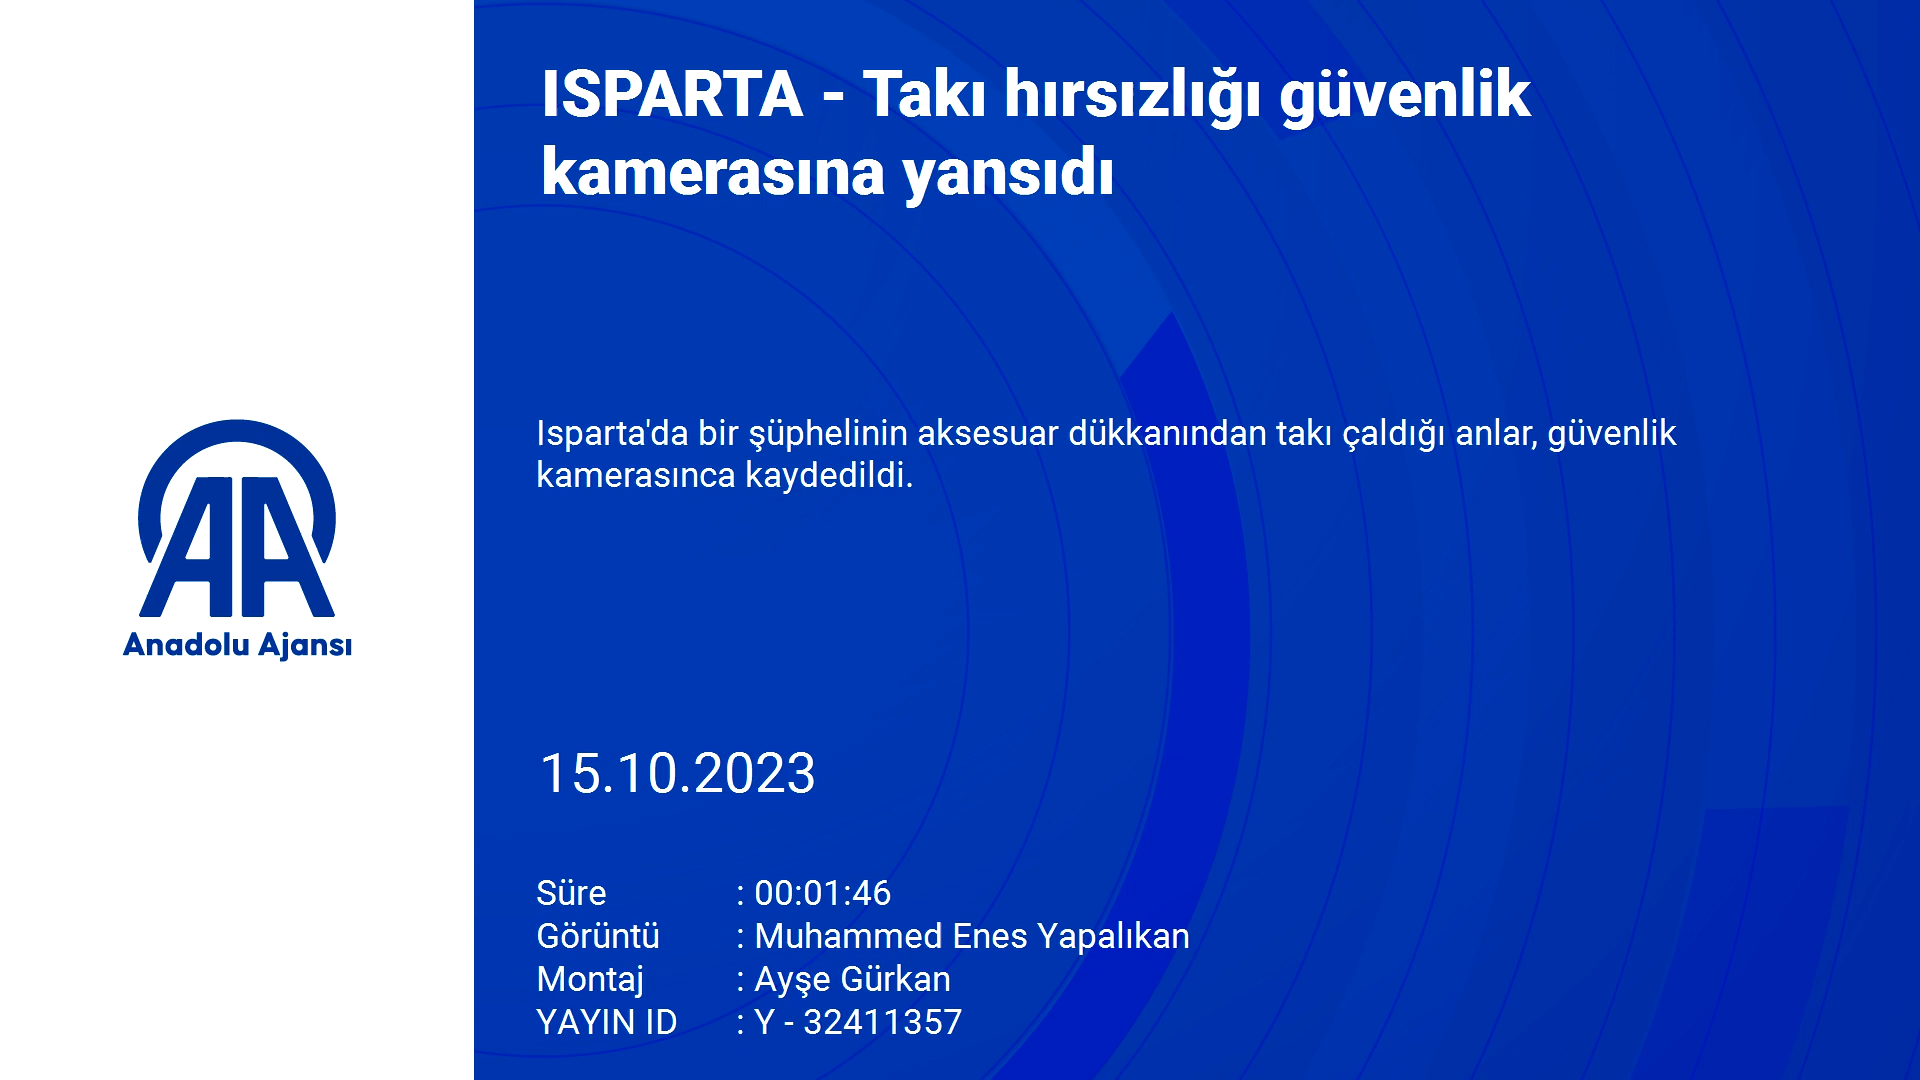 ISPARTA - Takı hırsızlığı güvenlik
kamerasına yansıdı
Isparta'da bir şüphelinin aksesuar dükkanından takı çaldığı anlar, güvenlik
kamerasınca kaydedildi.
AA
Anadolu Ajansı
15.10.2023
Süre : 00:01:46
Görüntü : Muhammed Enes Yapalıkan
Montaj : Ayşe Gürkan
YAYIN ID : Y - 32411357